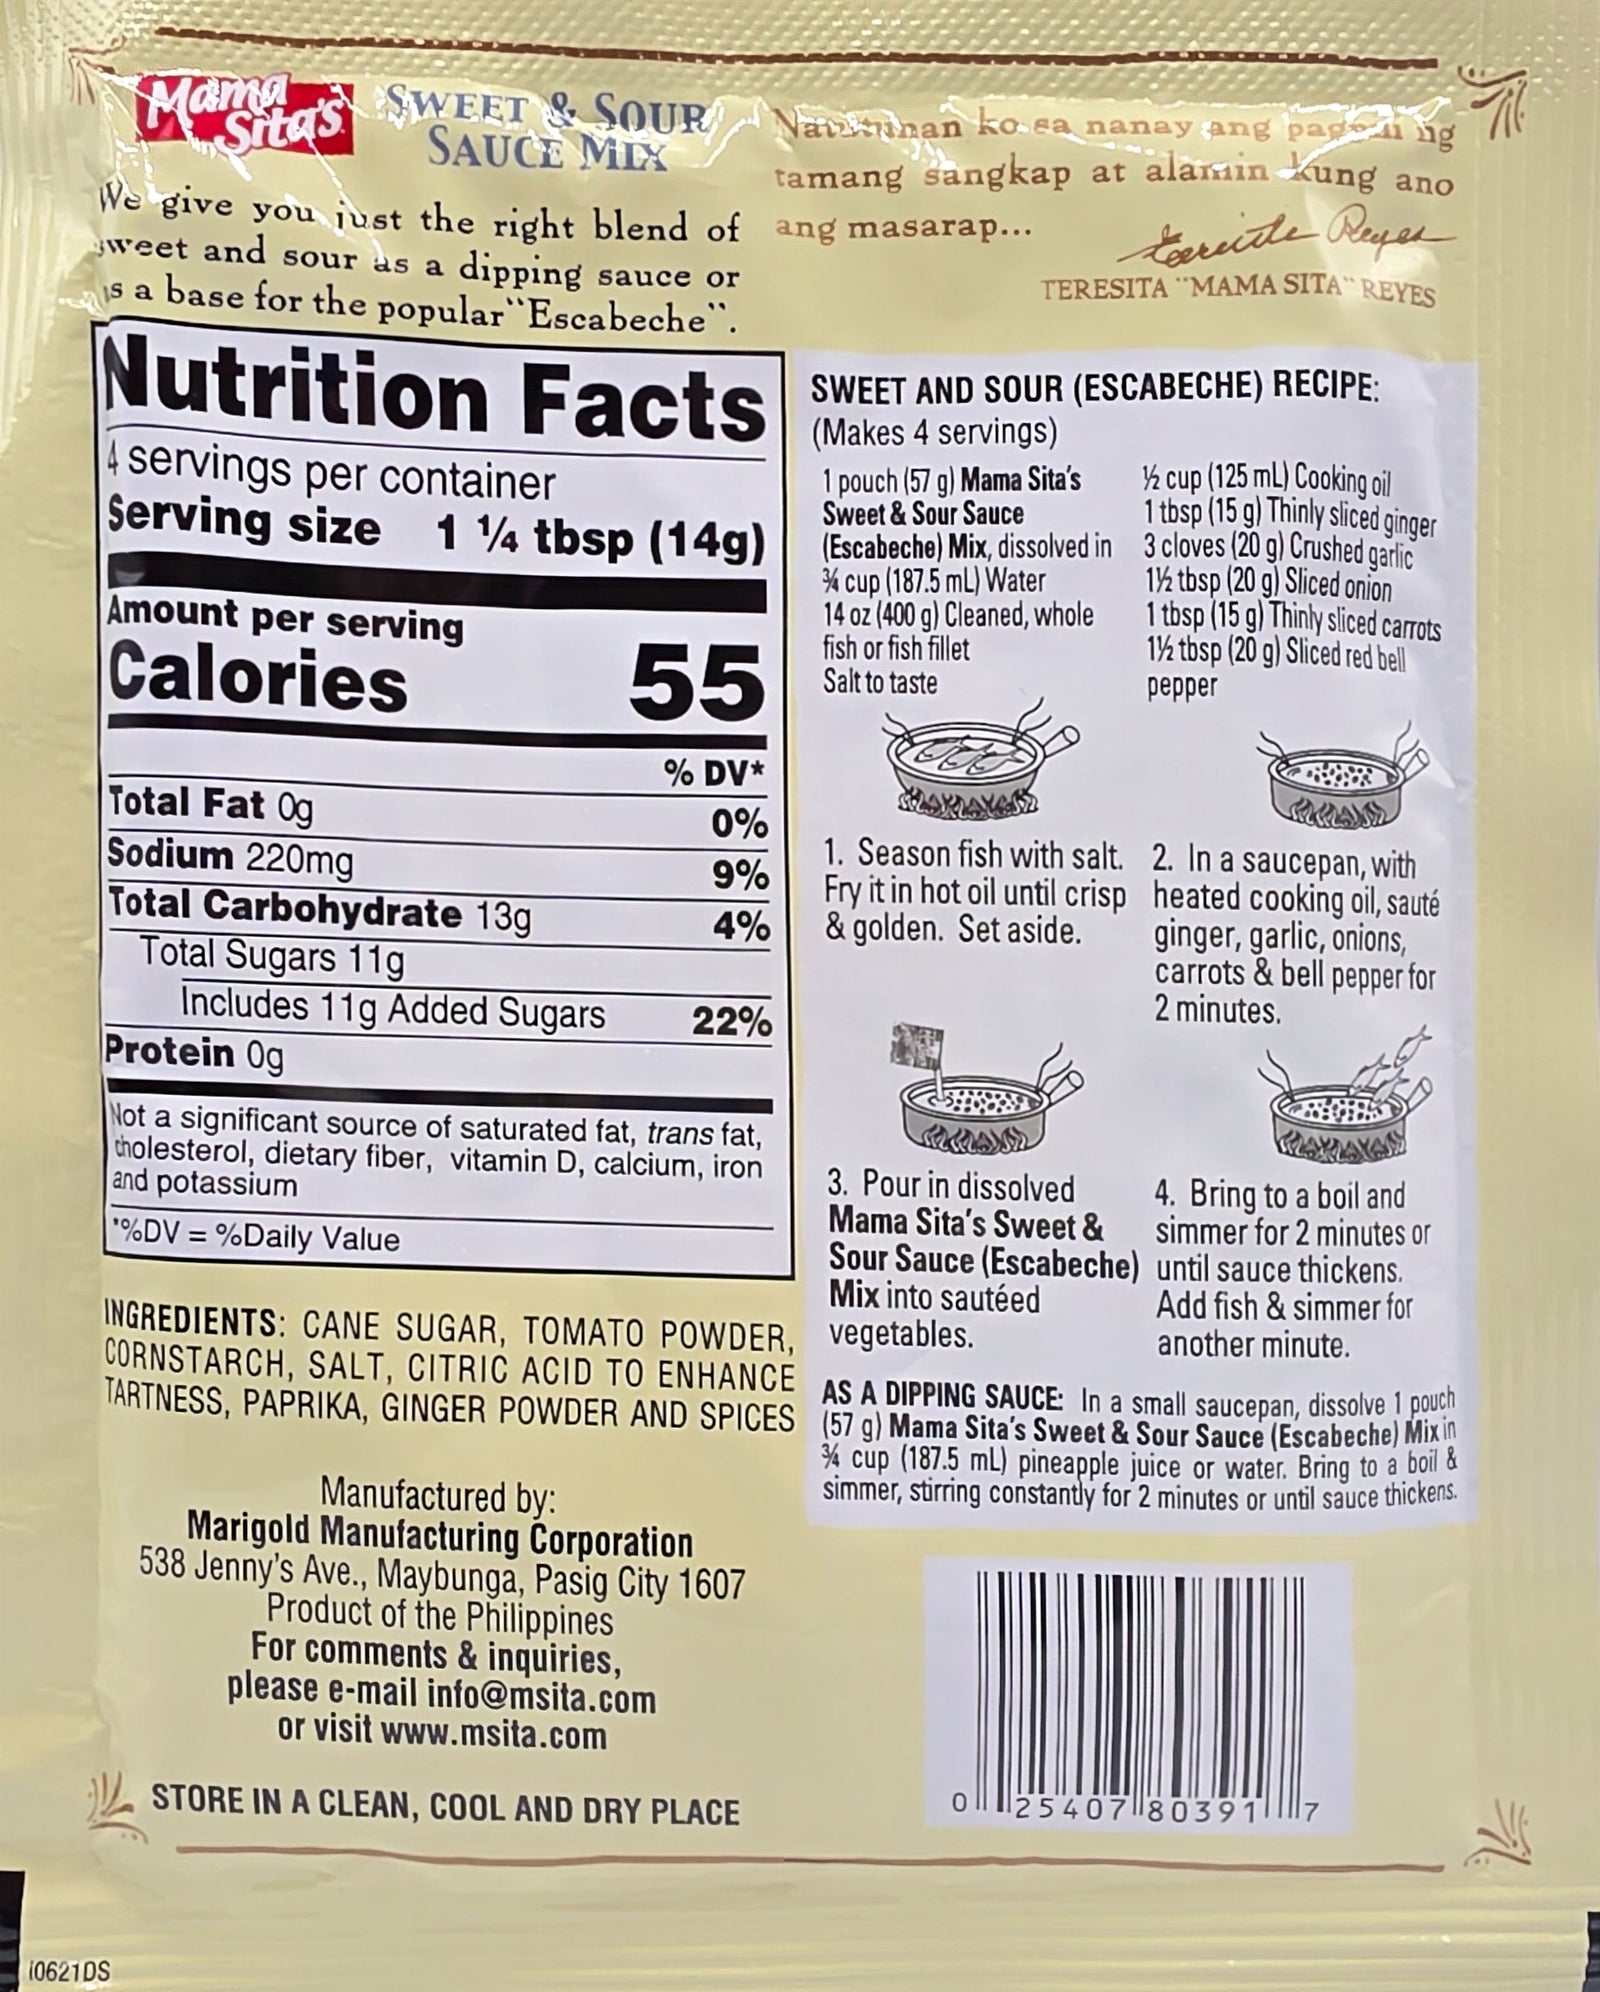 Mama
Sita's
SWEET & SOUR
SAUCE MIX
We give you just the right blend of
sweet and sour as a dipping sauce or
as a base for the popular "Escabeche".
ko sa nanay ang ng
tamang sangkap at alamin kung ano
ang masarap...
Teresita Reyes
TERESITA "MAMA SITA" REYES
Nutrition Facts
4 servings per container
Serving size 1 ¼ tbsp (14g)
Amount per serving
Calories 55
% DV*
Total Fat 0g 0%
Sodium 220mg 9%
Total Carbohydrate 13g 4%
Total Sugars 11g
Includes 11g Added Sugars 22%
Protein 0g
Not a significant source of saturated fat, trans fat,
cholesterol, dietary fiber, vitamin D, calcium, iron
and potassium
*%DV = %Daily Value
INGREDIENTS: CANE SUGAR, TOMATO POWDER,
CORNSTARCH, SALT, CITRIC ACID TO ENHANCE
TARTNESS, PAPRIKA, GINGER POWDER AND SPICES
Manufactured by:
Marigold Manufacturing Corporation
538 Jenny's Ave., Maybunga, Pasig City 1607
Product of the Philippines
For comments & inquiries,
please e-mail info@msita.com
or visit www.msita.com
STORE IN A CLEAN, COOL AND DRY PLACE
SWEET AND SOUR (ESCABECHE) RECIPE:
(Makes 4 servings)
1 pouch (57 g) Mama Sita's
Sweet & Sour Sauce
(Escabeche) Mix, dissolved in
¾ cup (187.5 mL) Water
14 oz (400 g) Cleaned, whole
fish or fish fillet
Salt to taste
½ cup (125 mL) Cooking oil
1 tbsp (15 g) Thinly sliced ginger
3 cloves (20 g) Crushed garlic
1½ tbsp (20 g) Sliced onion
1 tbsp (15 g) Thinly sliced carrots
1½ tbsp (20 g) Sliced red bell
pepper
1. Season fish with salt.
Fry it in hot oil until crisp
& golden. Set aside.
2. In a saucepan, with
heated cooking oil, sauté
ginger, garlic, onions,
carrots & bell pepper for
2 minutes.
3. Pour in dissolved
Mama Sita's Sweet &
Sour Sauce (Escabeche)
Mix into sautéed
vegetables.
4. Bring to a boil and
simmer for 2 minutes or
until sauce thickens.
Add fish & simmer for
another minute.
AS A DIPPING SAUCE: In a small saucepan, dissolve 1 pouch
(57 g) Mama Sita's Sweet & Sour Sauce (Escabeche) Mix in
¾ cup (187.5 mL) pineapple juice or water. Bring to a boil &
simmer, stirring constantly for 2 minutes or until sauce thickens.
0 25407 80391 7
10621DS